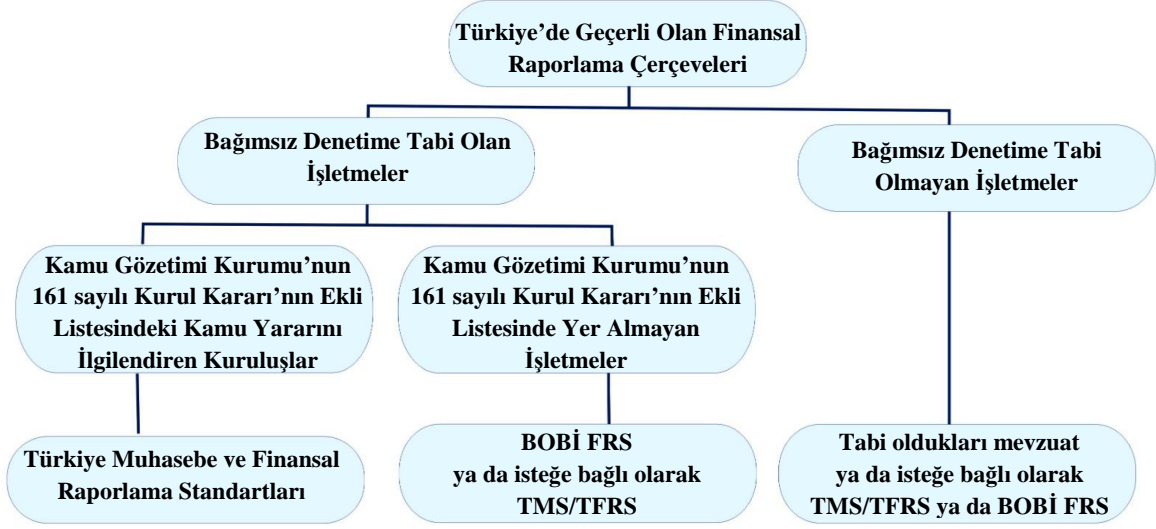 Türkiye’de Geçerli Olan Finansal
Raporlama Çerçeveleri
Bağımsız Denetime Tabi Olan
İşletmeler
Bağımsız Denetime Tabi
Olmayan İşletmeler
Kamu Gözetimi Kurumu’nun
161 sayılı Kurul Kararı’nın Ekli
Listesindeki Kamu Yararını
İlgilendiren Kuruluşlar
Kamu Gözetimi Kurumu’nun
161 sayılı Kurul Kararı’nın Ekli
Listesinde Yer Almayan
İşletmeler
Türkiye Muhasebe ve Finansal
Raporlama Standartları
BOBİ FRS
ya da isteğe bağlı olarak
TMS/TFRS
Tabi oldukları mevzuat
ya da isteğe bağlı olarak
TMS/TFRS ya da BOBİ FRS